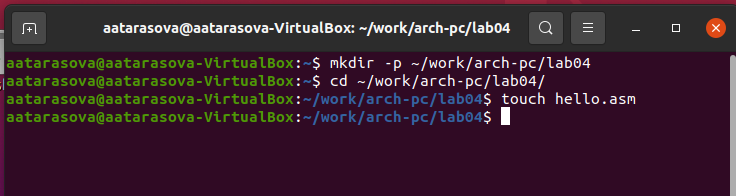 aatarasova@aatarasova-VirtualBox: ~/work/arch-pc/lab04
aatarasova@aatarasova-VirtualBox:~$ mkdir -p ~/work/arch-pc/lab04
aatarasova@aatarasova-VirtualBox:~$ cd ~/work/arch-pc/lab04/
aatarasova@aatarasova-VirtualBox:~/work/arch-pc/lab04$ touch hello.asm
aatarasova@aatarasova-VirtualBox:~/work/arch-pc/lab04$